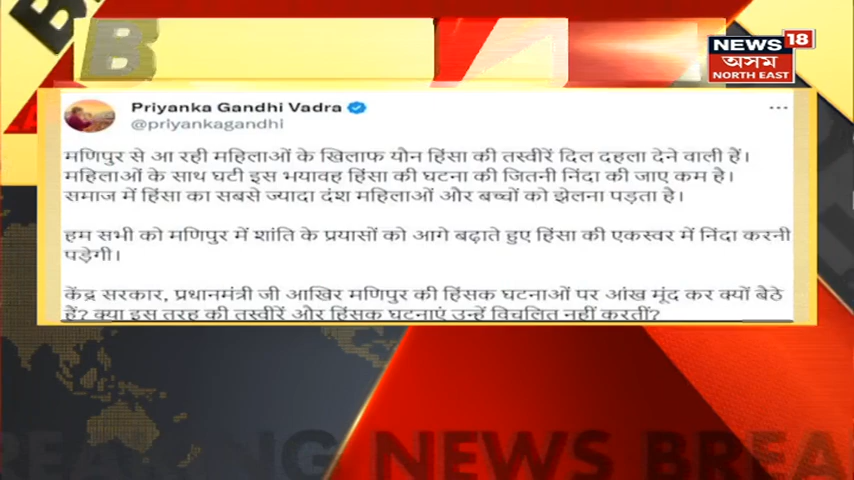 B
NEWS 18
অসম
NORTH EAST
Priyanka Gandhi Vadra
@priyankagandhi
मणिपुर से आ रही महिलाओं के खिलाफ यौन हिंसा की तस्वीरें दिल दहला देने वाली हैं।
महिलाओं के साथ घटी इस भयावह हिंसा की घटना की जितनी निंदा की जाए कम है।
समाज में हिंसा का सबसे ज्यादा दंश महिलाओं और बच्चों को झेलना पड़ता है।
हम सभी को मणिपुर में शांति के प्रयासों को आगे बढ़ाते हुए हिंसा की एकस्वर में निंदा करनी
पड़ेगी।
केंद्र सरकार, प्रधानमंत्री जी आखिर मणिपुर की हिंसक घटनाओं पर आंख मूंद कर क्यों बैठे
हैं? क्या इस तरह की तस्वीरें और हिंसक घटनाएं उन्हें विचलित नहीं करतीं?
BREAKING NEWS BREA